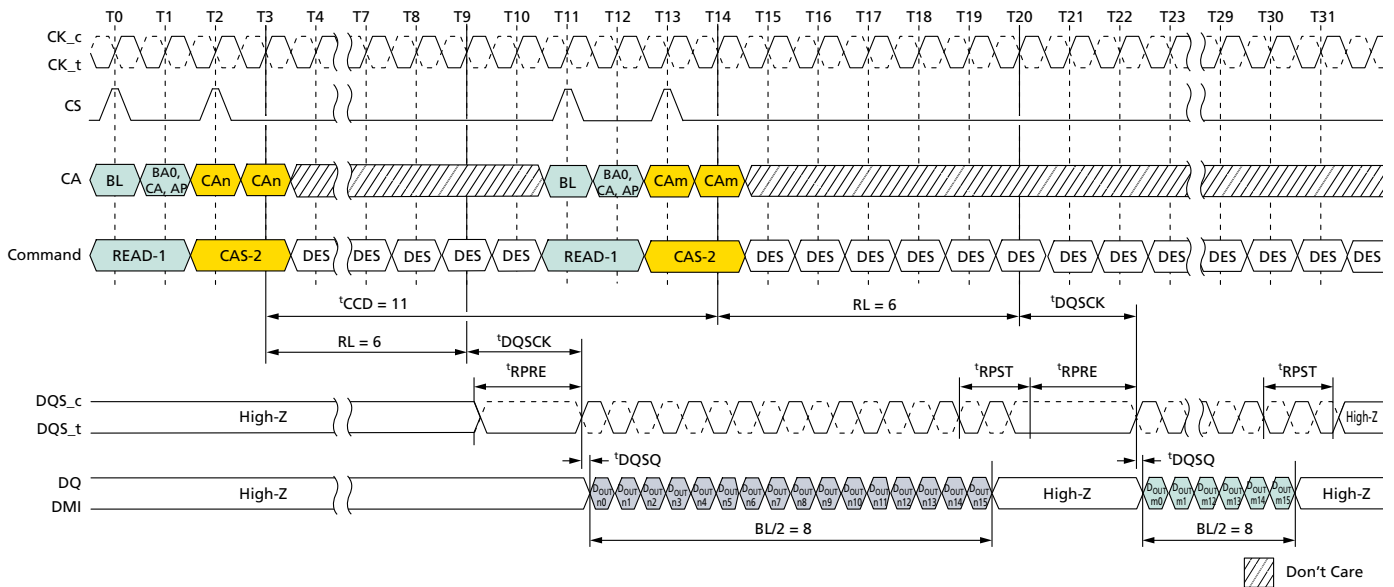 T0 T1 T2 T3 T4 T7 T8 T9 T10 T11 T12 T13 T14 T15 T16 T17 T18 T19 T20 T21 T22 T23 T29 T30 T31
CK_c
CK_t
CS
CA BL BA0, CA, AP CAn CAn BL BA0, CA, AP CAm CAm
Command READ-1 CAS-2 DES DES DES DES DES READ-1 CAS-2 DES DES DES DES DES DES DES DES DES DES DES DES DES
tCCD = 11 RL = 6 tDQSCK
RL = 6 tDQSCK
tRPRE tRPST tRPRE tRPST
DQS_c
DQS_t
High-Z High-Z
tDQSQ tDQSQ
DQ
DMI
High-Z DOUT n0 DOUT n1 DOUT n2 DOUT n3 DOUT n4 DOUT n5 DOUT n6 DOUT n7 DOUT n8 DOUT n9 DOUT n10 DOUT n11 DOUT n12 DOUT n13 DOUT n14 DOUT n15 High-Z DOUT m0 DOUT m1 DOUT m12 DOUT m13 DOUT m14 DOUT m15 High-Z
BL/2 = 8 BL/2 = 8
Don't Care